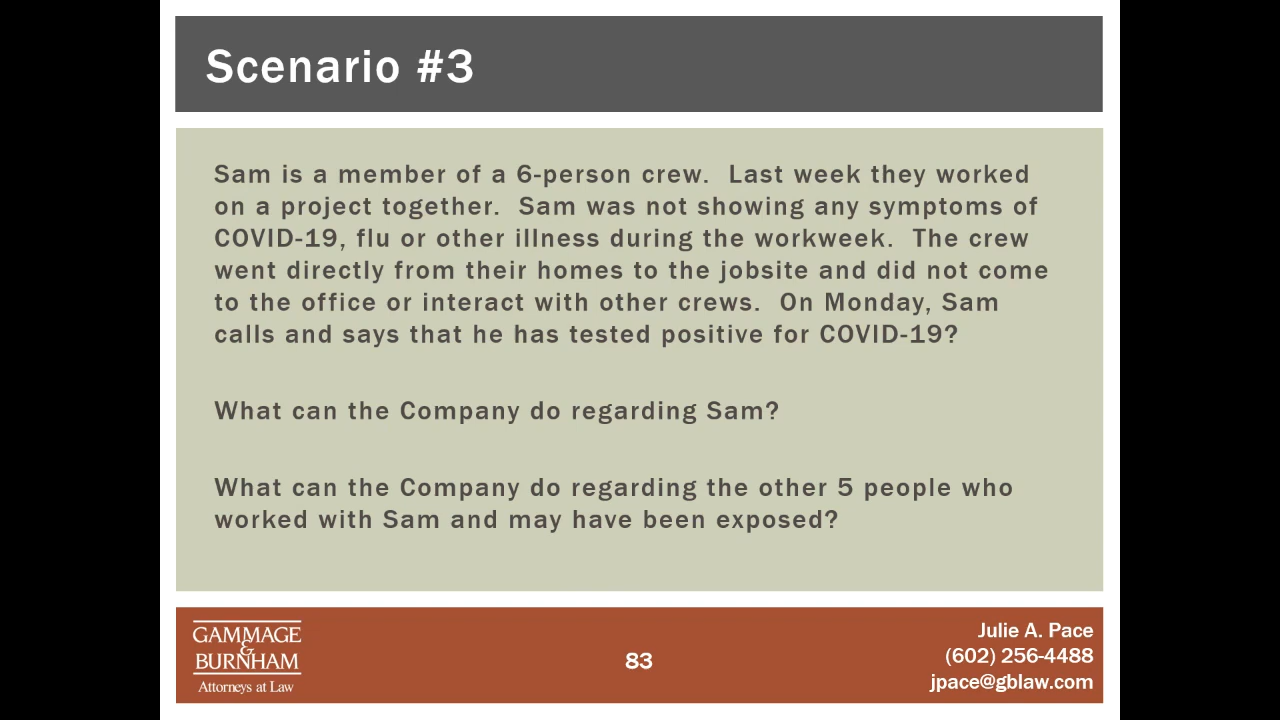 Scenario #3
Sam is a member of a 6-person crew.  Last week they worked
on a project together.  Sam was not showing any symptoms of
COVID-19, flu or other illness during the workweek.  The crew
went directly from their homes to the jobsite and did not come
to the office or interact with other crews.  On Monday, Sam
calls and says that he has tested positive for COVID-19?
What can the Company do regarding Sam?
What can the Company do regarding the other 5 people who
worked with Sam and may have been exposed?
GAMMAGE
&
BURNHAM
Attorneys at Law
83
Julie A. Pace
(602) 256-4488
jpace@gblaw.com